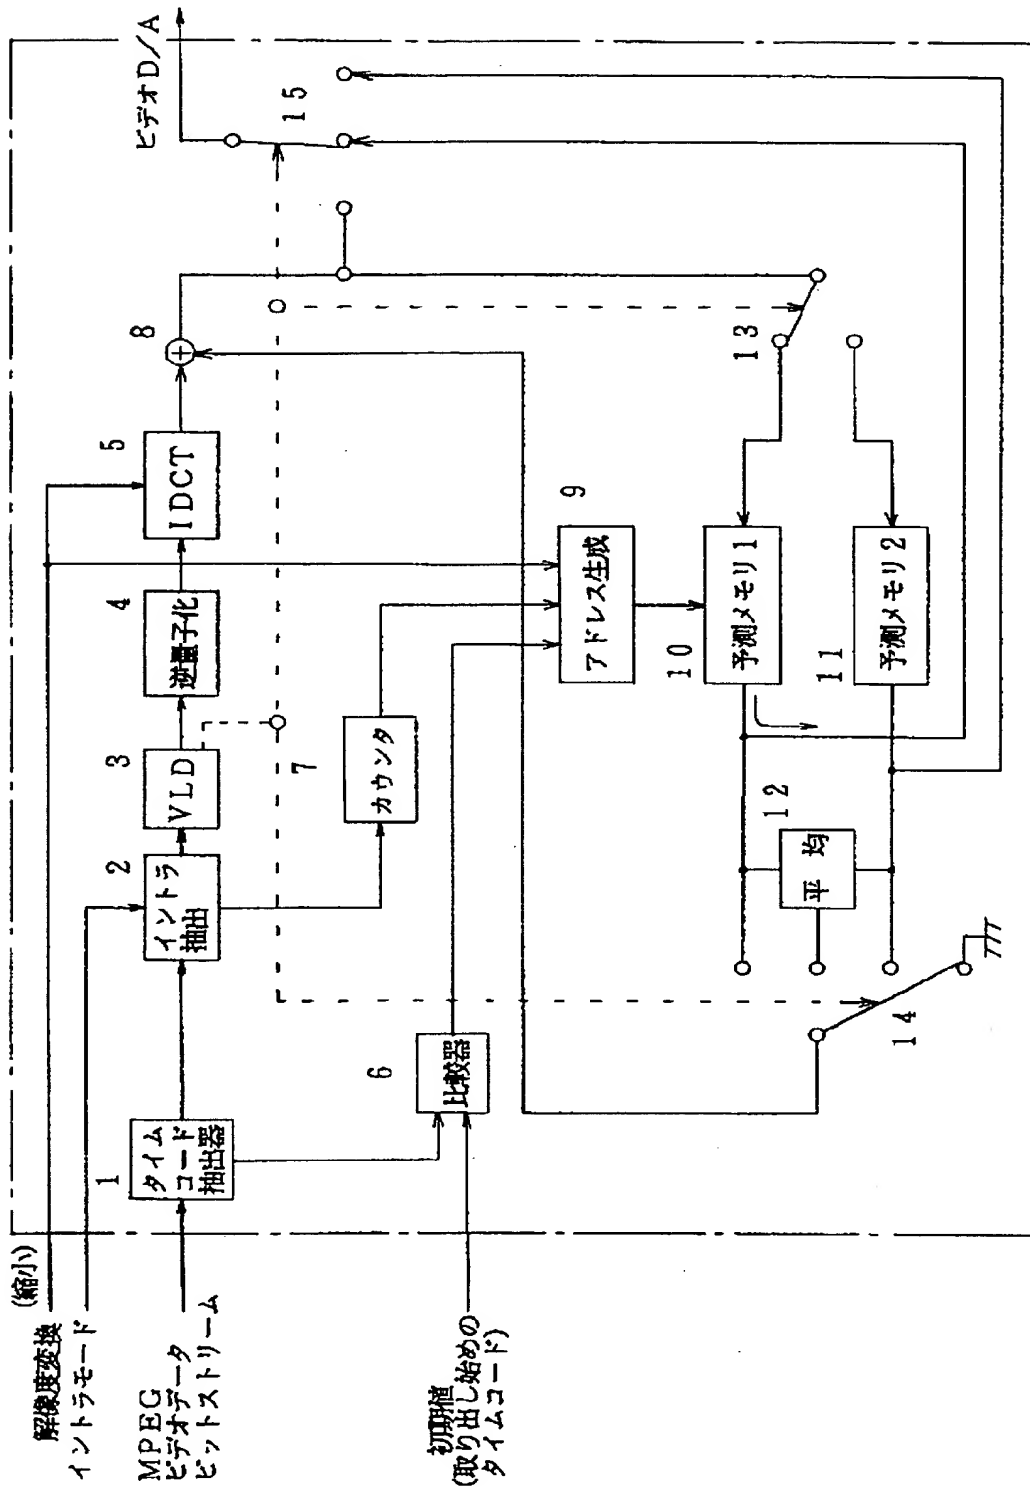 (縮小)
解像度変換
イントラモード
MPEG
ビデオデータ
ビットストリーム
初期値
(取り出し始めの
タイムコード)
1
タイム
コード
抽出器
2
イントラ
抽出
3
VLD
4
逆量子化
5
IDCT
8
ビデオD/A
15
6
比較器
7
カウンタ
9
アドレス生成
10
予測メモリ1
11
予測メモリ2
12
平 均
13
14